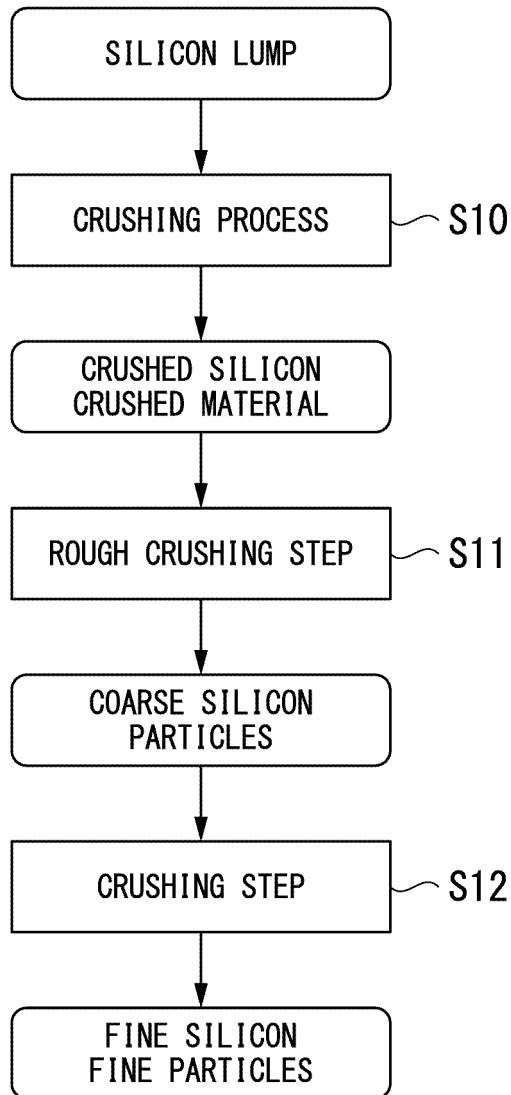 SILICON LUMP
CRUSHING PROCESS
S10
CRUSHED SILICON
CRUSHED MATERIAL
ROUGH CRUSHING STEP
S11
COARSE SILICON
PARTICLES
CRUSHING STEP
S12
FINE SILICON
FINE PARTICLES